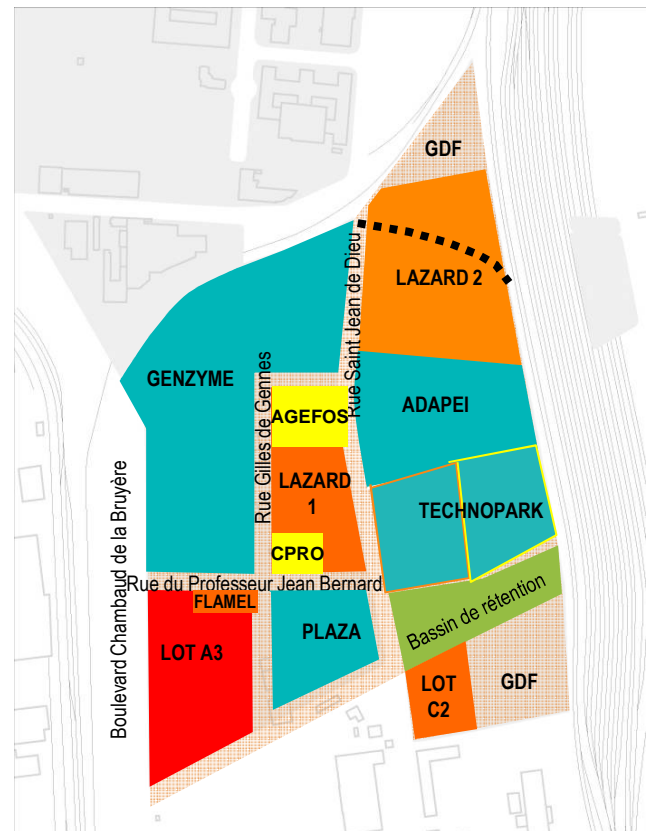 GDF
LAZARD 2
Rue Saint Jean de Dieu
GENZYME
Rue Gilles de Gennes
AGEFOS
ADAPEI
LAZARD
1
TECHNOPARK
CPRO
Boulevard Chambaud de la Bruyère
Rue du Professeur Jean Bernard
FLAMEL
Bassin de rétention
PLAZA
LOT A3
LOT
C2
GDF